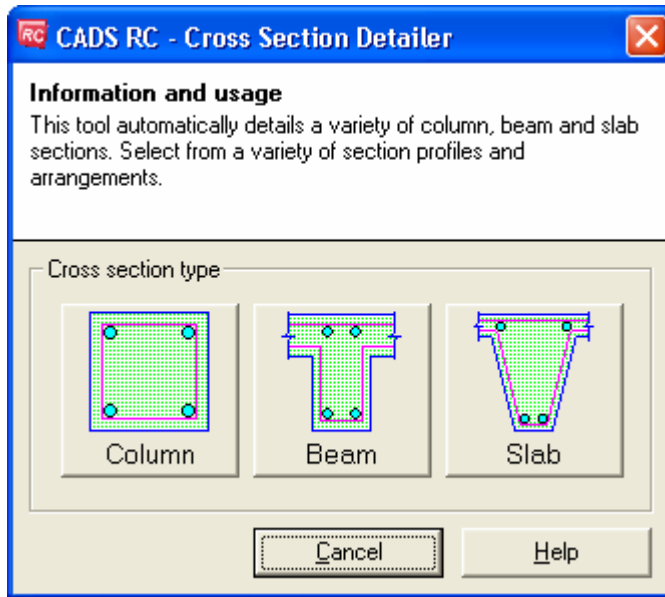 RC CADS RC - Cross Section Detailer
Information and usage
This tool automatically details a variety of column, beam and slab
sections. Select from a variety of section profiles and
arrangements.
Cross section type
Column Beam Slab
Cancel Help